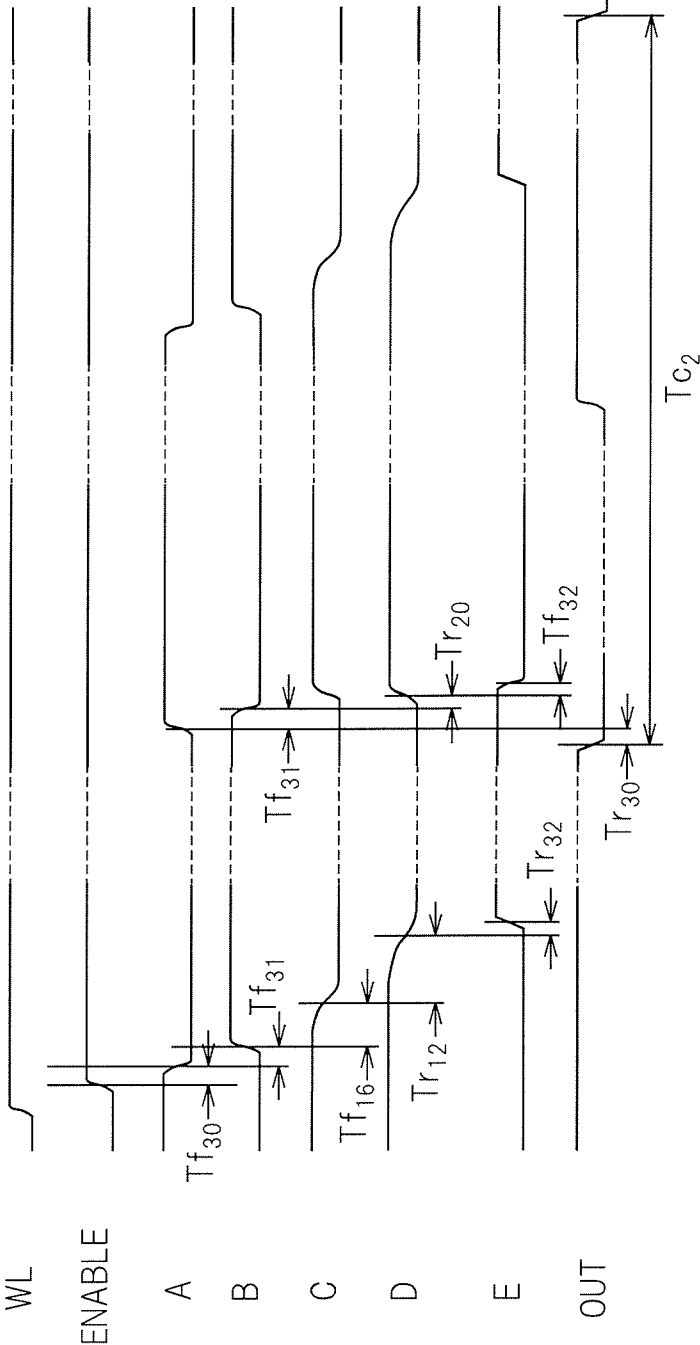 WL
ENABLE
A
B
C
D
E
OUT
Tf30
Tf31
Tf16
Tr12
Tr32
Tf31
Tr20
Tf32
Tr30
Tc2